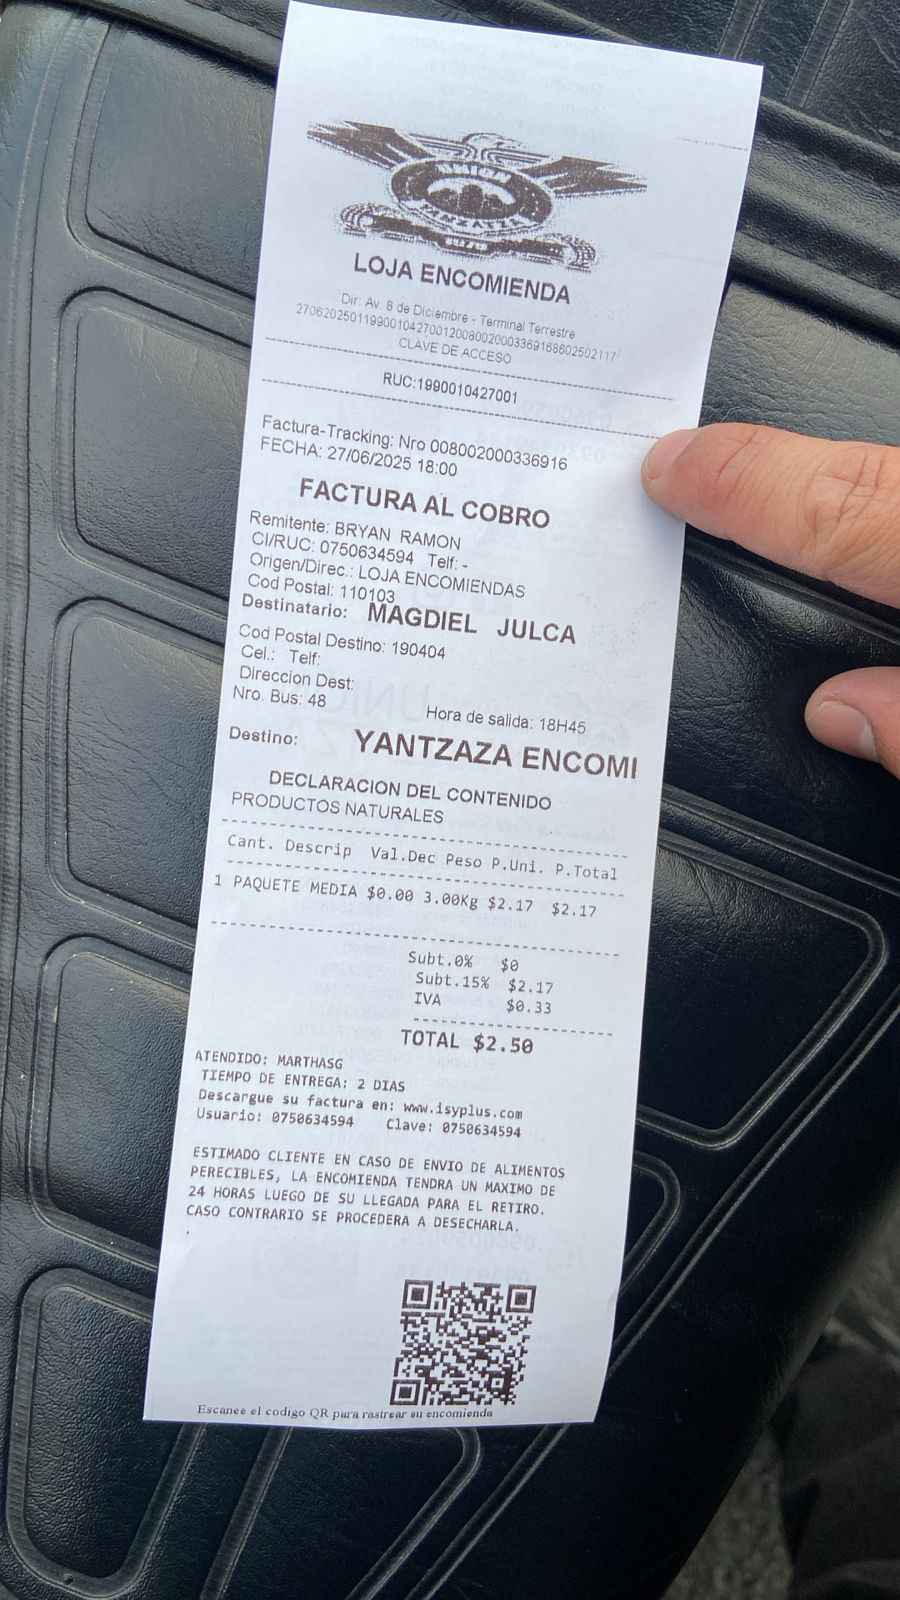 UNION
YANZATZA
LOJA ENCOMIENDA
Dir: Av. 8 de Diciembre - Terminal Terrestre
2706202501199001042700120080020003369168602502117
CLAVE DE ACCESO
RUC:1990010427001
Factura-Tracking: Nro 008002000336916
FECHA: 27/06/2025 18:00
FACTURA AL COBRO
Remitente: BRYAN RAMON
CI/RUC: 0750634594 Telf: -
Origen/Direc.: LOJA ENCOMIENDAS
Cod Postal: 110103
Destinatario: MAGDIEL JULCA
Cod Postal Destino: 190404
Cel.: Telf:
Direccion Dest:
Nro. Bus: 48 Hora de salida: 18H45
Destino: YANTZAZA ENCOMI
DECLARACION DEL CONTENIDO
PRODUCTOS NATURALES
Cant. Descrip Val.Dec Peso P.Uni. P.Total
1 PAQUETE MEDIA $0.00 3.00Kg $2.17 $2.17
Subt.0% $0
Subt.15% $2.17
IVA $0.33
TOTAL $2.50
ATENDIDO: MARTHASG
TIEMPO DE ENTREGA: 2 DIAS
Descargue su factura en: www.isyplus.com
Usuario: 0750634594 Clave: 0750634594
ESTIMADO CLIENTE EN CASO DE ENVIO DE ALIMENTOS
PERECIBLES, LA ENCOMIENDA TENDRA UN MAXIMO DE
24 HORAS LUEGO DE SU LLEGADA PARA EL RETIRO.
CASO CONTRARIO SE PROCEDERA A DESECHARLA.
.
Escanee el codigo QR para rastrear su encomienda